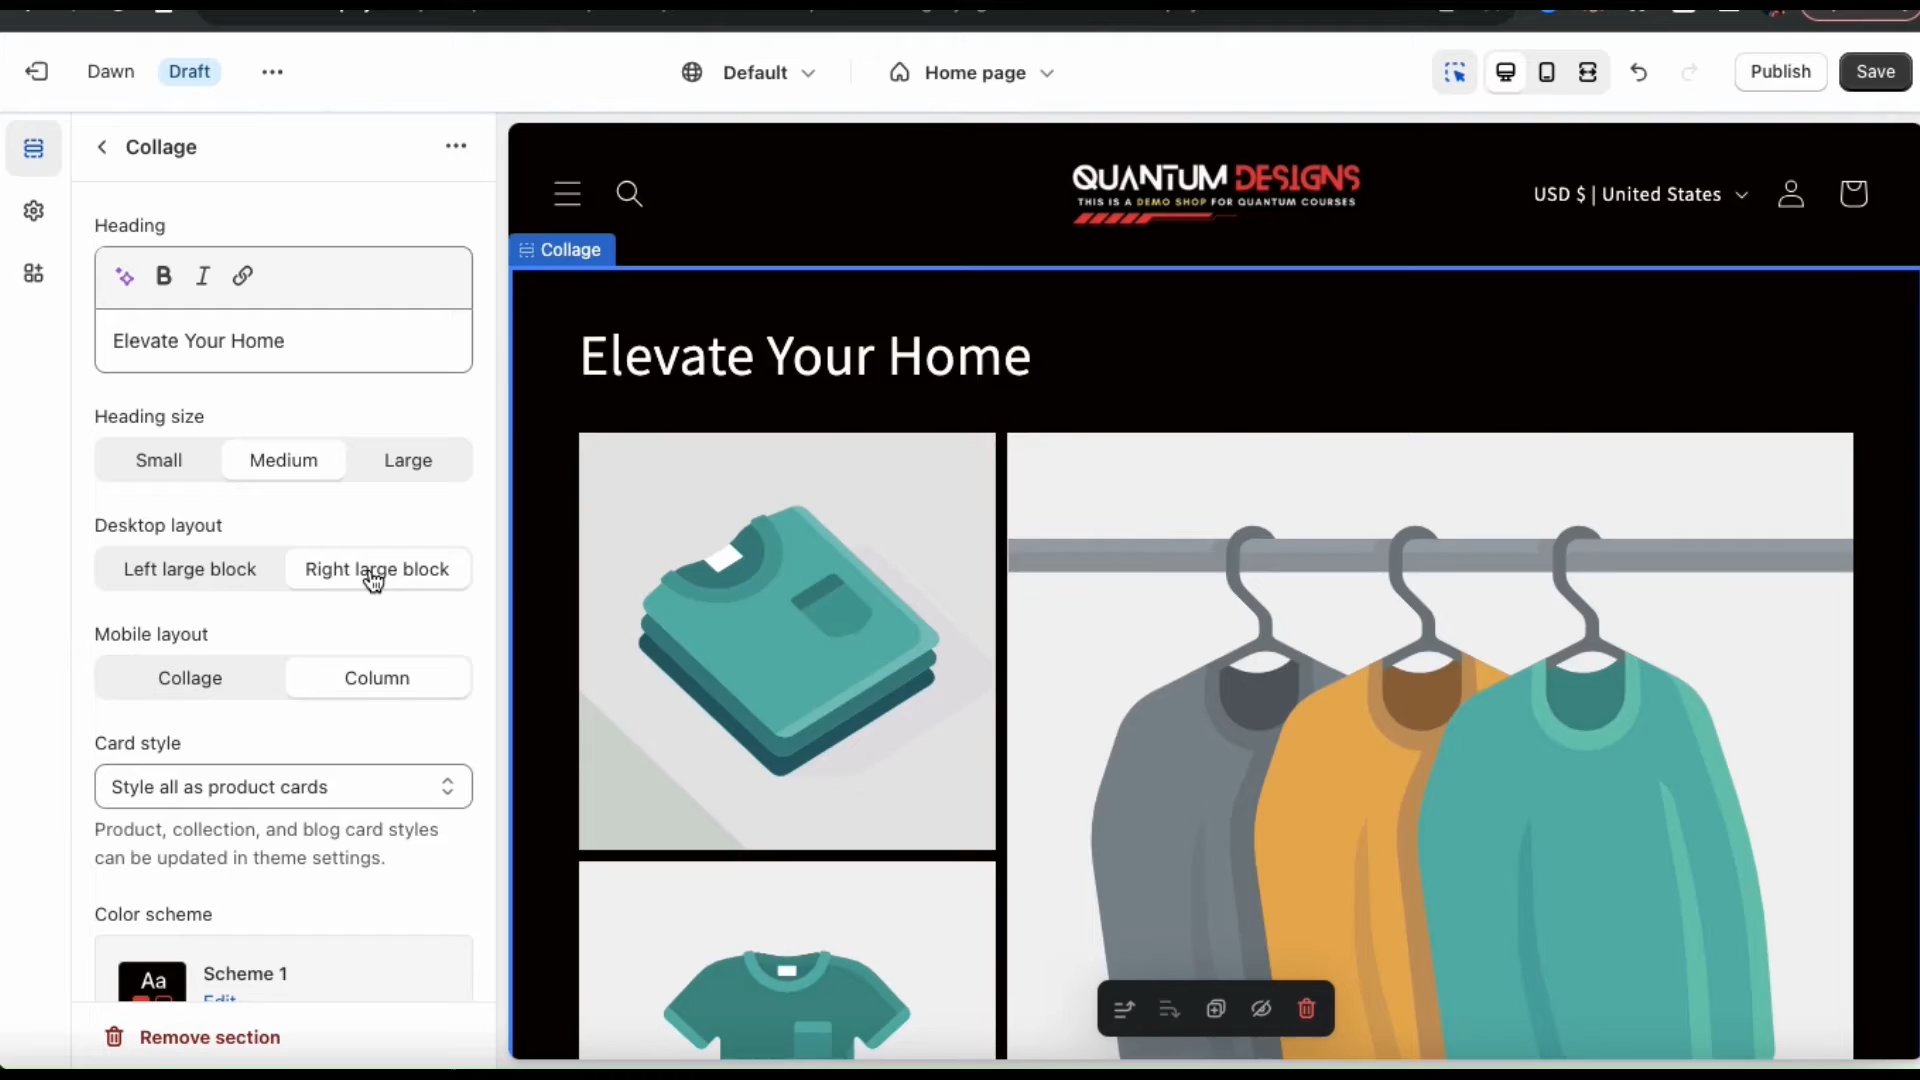 Dawn
Draft
Default
Home page
Publish
Save
Collage
Heading
Elevate Your Home
Heading size
Small
Medium
Large
Desktop layout
Left large block
Right large block
Mobile layout
Collage
Column
Card style
Style all as product cards
Product, collection, and blog card styles
can be updated in theme settings.
Color scheme
Aa
Scheme 1
Edit
Remove section
QUANTUM DESIGNS
THIS IS A DEMO SHOP FOR QUANTUM COURSES
USD $ | United States
Collage
Elevate Your Home